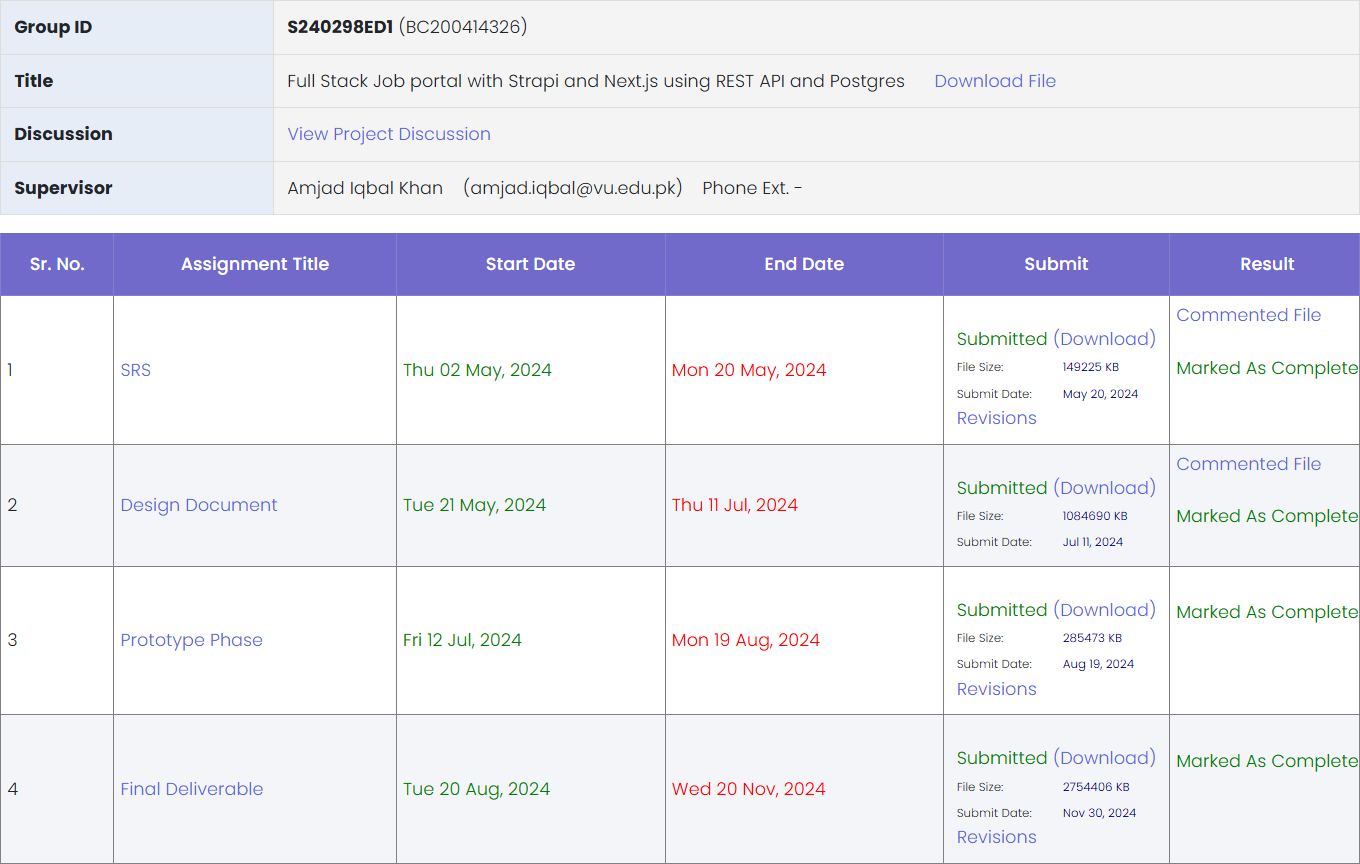 Group ID S240298ED1 (BC200414326)
Title Full Stack Job portal with Strapi and Next.js using REST API and Postgres Download File
Discussion View Project Discussion
Supervisor Amjad Iqbal Khan (amjad.iqbal@vu.edu.pk) Phone Ext. -
Sr. No. Assignment Title Start Date End Date Submit Result
1 SRS Thu 02 May, 2024 Mon 20 May, 2024
Submitted (Download)
File Size: 149225 KB
Submit Date: May 20, 2024
Revisions
Commented File
Marked As Complete
2 Design Document Tue 21 May, 2024 Thu 11 Jul, 2024
Submitted (Download)
File Size: 1084690 KB
Submit Date: Jul 11, 2024
Commented File
Marked As Complete
3 Prototype Phase Fri 12 Jul, 2024 Mon 19 Aug, 2024
Submitted (Download)
File Size: 285473 KB
Submit Date: Aug 19, 2024
Revisions
Marked As Complete
4 Final Deliverable Tue 20 Aug, 2024 Wed 20 Nov, 2024
Submitted (Download)
File Size: 2754406 KB
Submit Date: Nov 30, 2024
Revisions
Marked As Complete